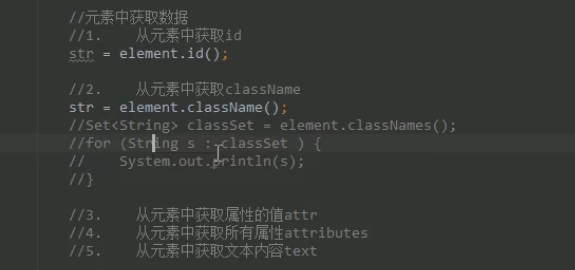 //元素中获取数据
//1.    从元素中获取id
str = element.id();
//2.    从元素中获取className
str = element.className();
//Set<String> classSet = element.classNames();
//for (String s : classSet ) {
//    System.out.println(s);
//}
//3.    从元素中获取属性的值attr
//4.    从元素中获取所有属性attributes
//5.    从元素中获取文本内容text